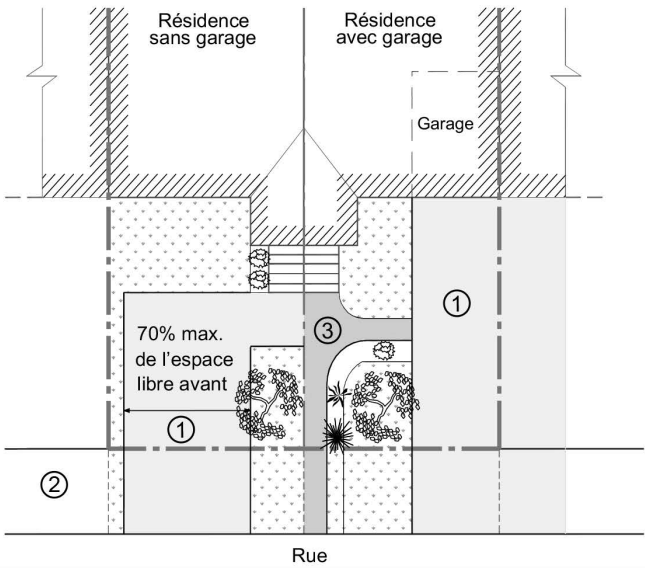 Résidence
sans garage
Résidence
avec garage
Garage
1
3
70% max.
de l'espace
libre avant
1
2
Rue